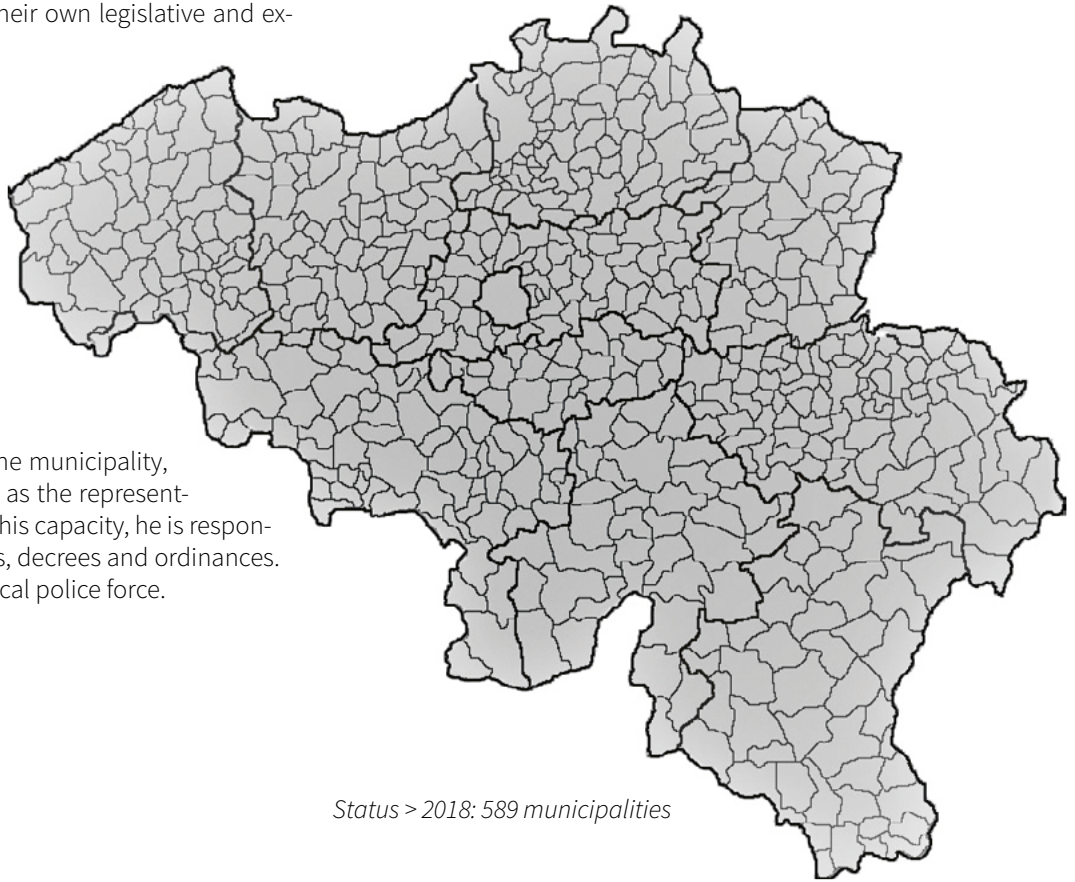 heir own legislative and ex-
ne municipality,
as the represent-
his capacity, he is respon-
s, decrees and ordinances.
cal police force.
Status > 2018: 589 municipalities